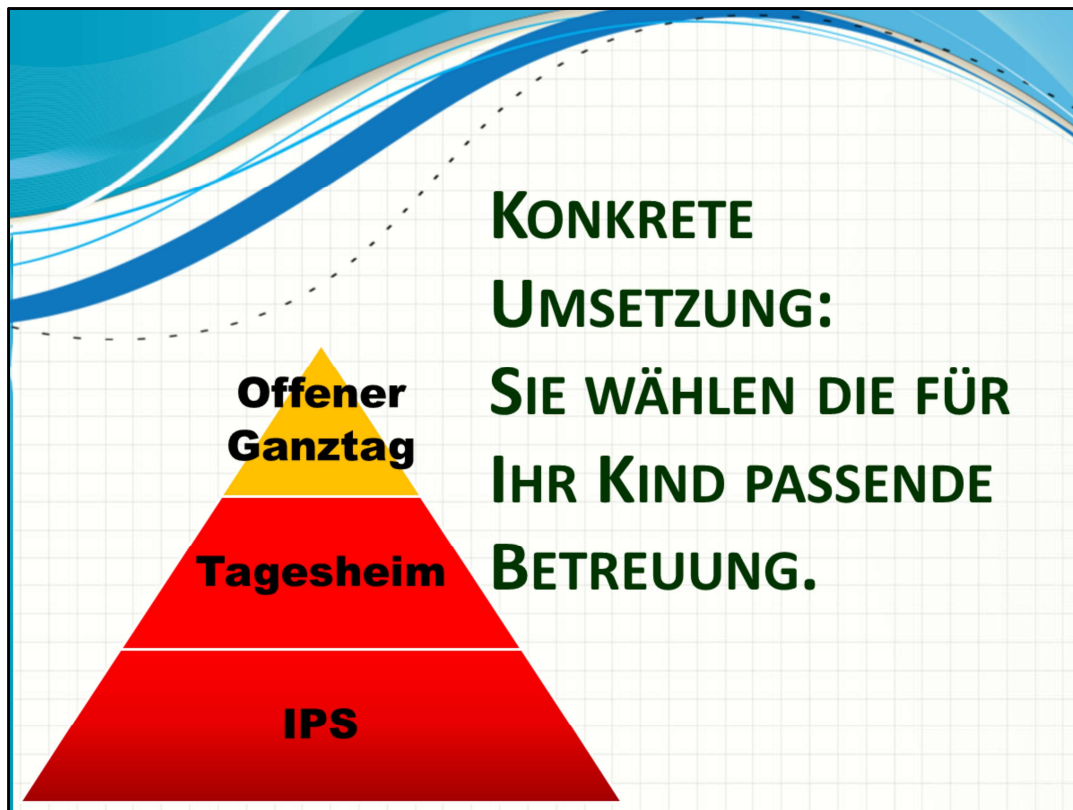 KONKRETE
UMSETZUNG:
SIE WÄHLEN DIE FÜR
IHR KIND PASSENDE
BETREUUNG.
Offener
Ganztag
Tagesheim
IPS